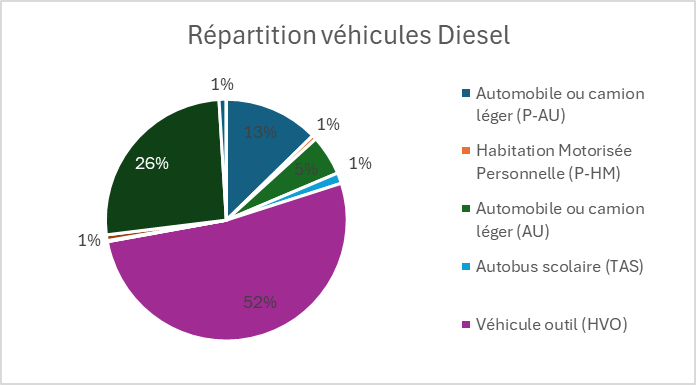 Répartition véhicules Diesel
1%
13%
1%
5%
1%
26%
1%
52%
Automobile ou camion
léger (P-AU)
Habitation Motorisée
Personnelle (P-HM)
Automobile ou camion
léger (AU)
Autobus scolaire (TAS)
Véhicule outil (HVO)